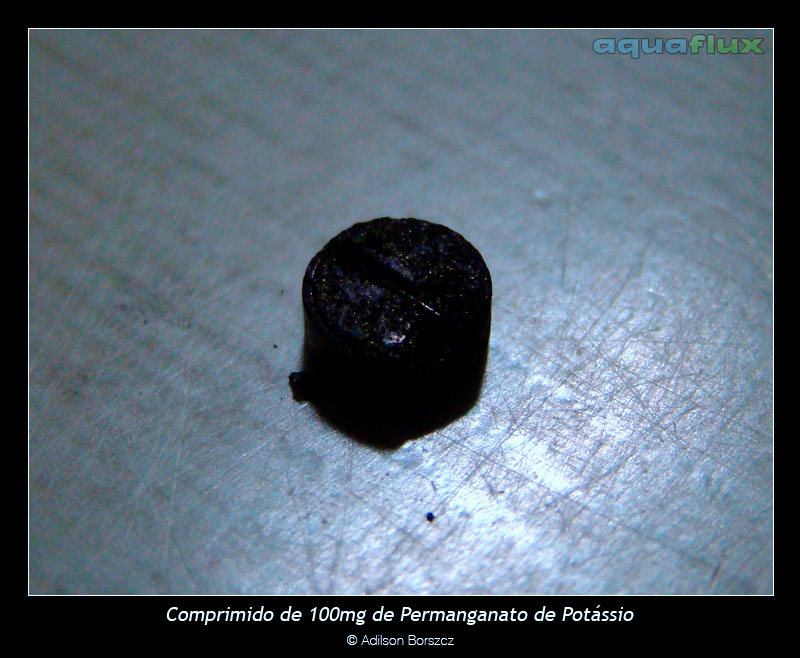 aquaflux
Comprimido de 100mg de Permanganato de Potássio
© Adilson Borszcz